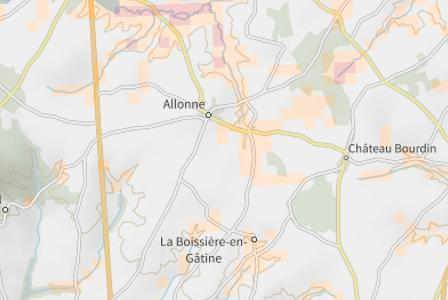 Allonne
Château Bourdin
La Boissière-en-
Gâtine